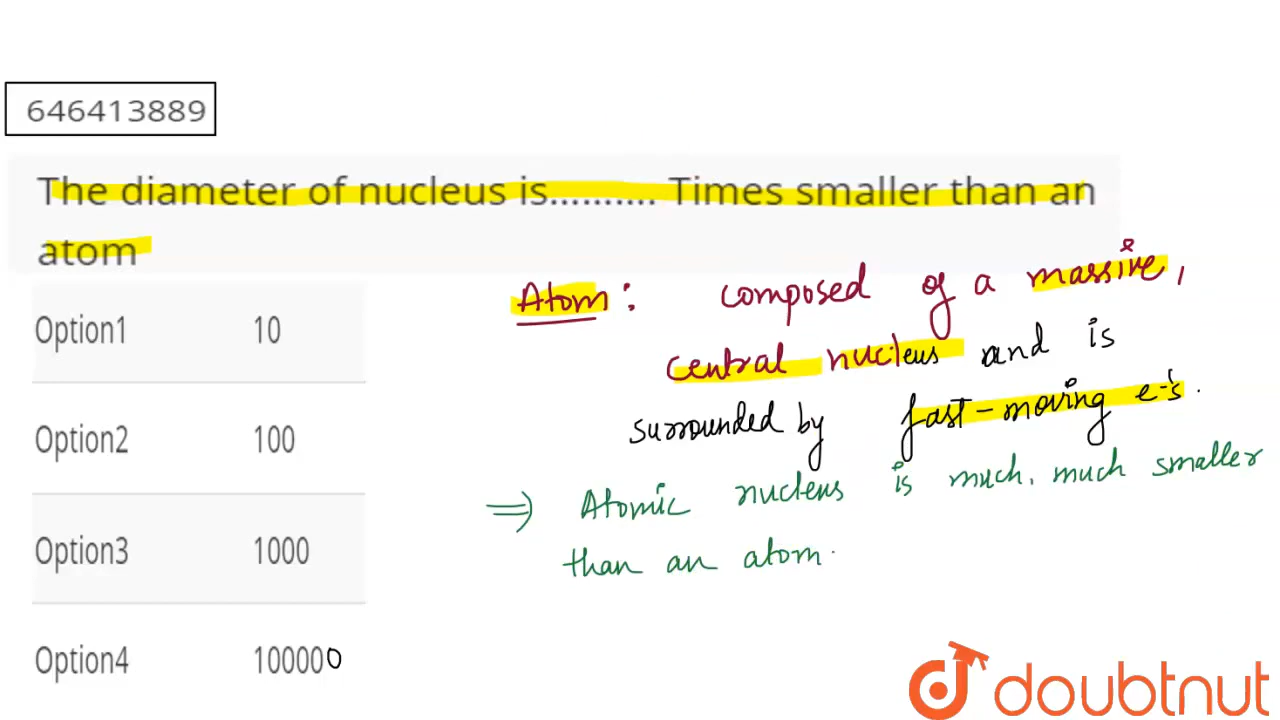 646413889
The diameter of nucleus is.......... Times smaller than an
atom
Atom: composed of a massive,
central nucleus and is
surrounded by fast-moving e-'s.
⇒ Atomic nucleus is much, much smaller
than an atom.
Option1 10
Option2 100
Option3 1000
Option4 100000
doubtnut